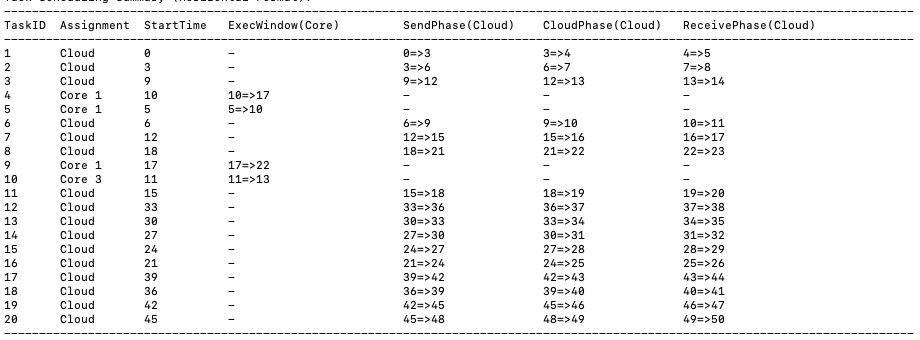 TaskID Assignment StartTime ExecWindow(Core) SendPhase(Cloud) CloudPhase(Cloud) ReceivePhase(Cloud)
1 Cloud 0 – 0=>3 3=>4 4=>5
2 Cloud 3 – 3=>6 6=>7 7=>8
3 Cloud 9 – 9=>12 12=>13 13=>14
4 Core 1 10 10=>17 – – –
5 Core 1 5 5=>10 – – –
6 Cloud 6 – 6=>9 9=>10 10=>11
7 Cloud 12 – 12=>15 15=>16 16=>17
8 Cloud 18 – 18=>21 21=>22 22=>23
9 Core 1 17 17=>22 – – –
10 Core 3 11 11=>13 – – –
11 Cloud 15 – 15=>18 18=>19 19=>20
12 Cloud 33 – 33=>36 36=>37 37=>38
13 Cloud 30 – 30=>33 33=>34 34=>35
14 Cloud 27 – 27=>30 30=>31 31=>32
15 Cloud 24 – 24=>27 27=>28 28=>29
16 Cloud 21 – 21=>24 24=>25 25=>26
17 Cloud 39 – 39=>42 42=>43 43=>44
18 Cloud 36 – 36=>39 39=>40 40=>41
19 Cloud 42 – 42=>45 45=>46 46=>47
20 Cloud 45 – 45=>48 48=>49 49=>50